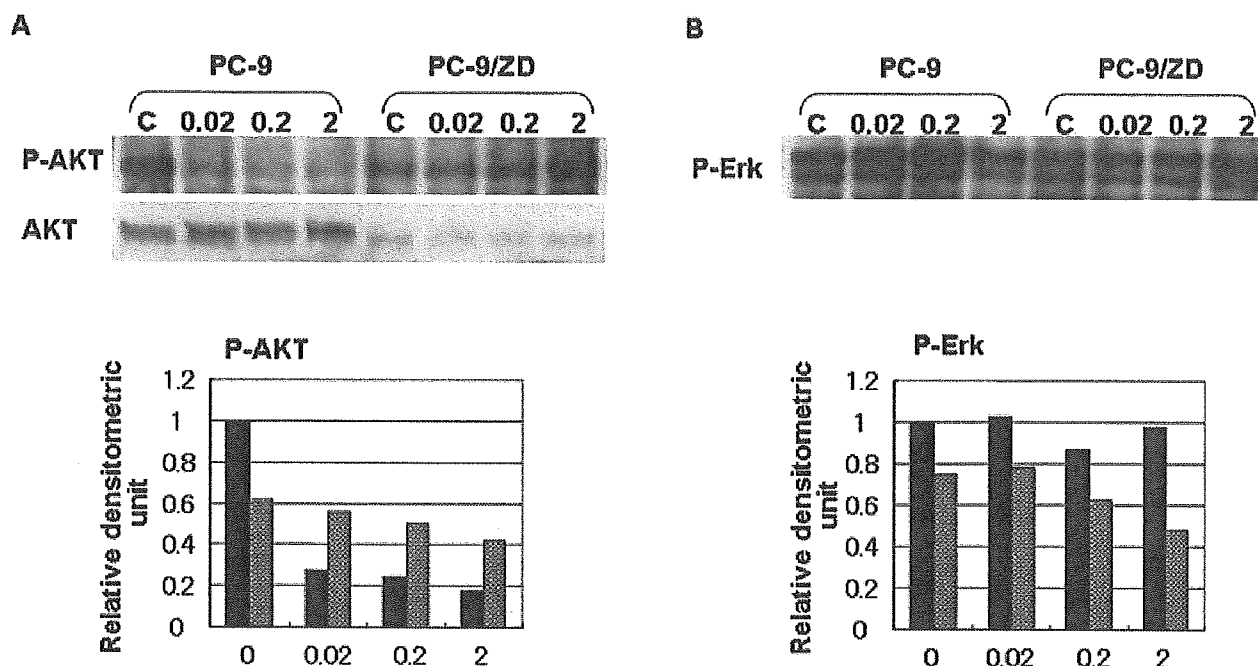 A
PC-9 PC-9/ZD
C 0.02 0.2 2 C 0.02 0.2 2
P-AKT
AKT
P-AKT
Relative densitometric unit
1.2
1
0.8
0.6
0.4
0.2
0
0 0.02 0.2 2
B
PC-9 PC-9/ZD
C 0.02 0.2 2 C 0.02 0.2 2
P-Erk
P-Erk
Relative densitometric unit
1.2
1
0.8
0.6
0.4
0.2
0
0 0.02 0.2 2